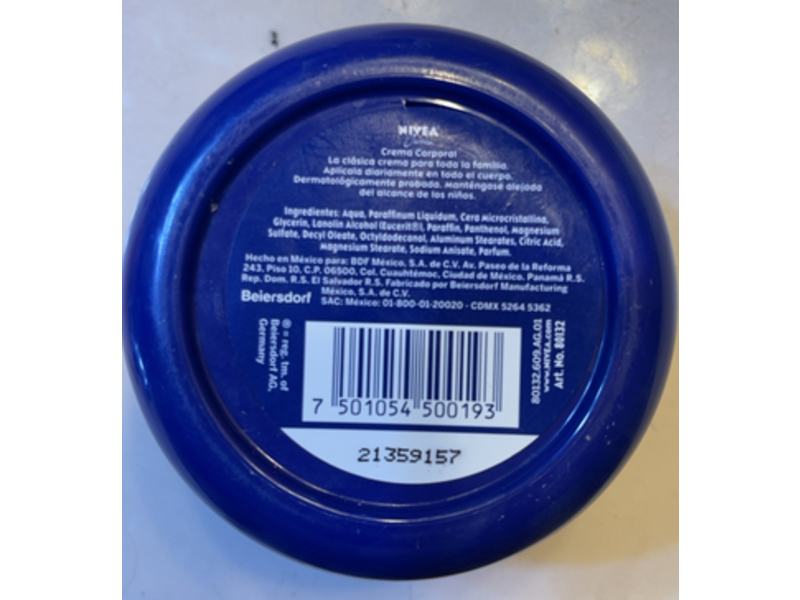 NIVEA
Creme
Crema Corporal
La clásica crema para toda la familia.
Aplícala diariamente en todo el cuerpo.
Dermatológicamente probada. Manténgase alejada
del alcance de los niños.
Ingredientes: Aqua, Paraffinum Liquidum, Cera Microcristallina,
Glycerin, Lanolin Alcohol (Eucerit®), Paraffin, Panthenol, Magnesium
Sulfate, Decyl Oleate, Octyldodecanol, Aluminum Stearates, Citric Acid,
Magnesium Stearate, Sodium Anisate, Parfum.
Hecho en México para: BDF México, S.A. de C.V. Av. Paseo de la Reforma
243, Piso 10, C.P. 06500, Col. Cuauhtémoc, Ciudad de México. Panamá R.S.
Rep. Dom. R.S. El Salvador R.S. Fabricado por Beiersdorf Manufacturing
México, S.A. de C.V.
Beiersdorf
SAC: México: 01-800-01-20020 - CDMX 5264 5362
® = reg. tm. of
Beiersdorf AG,
Germany
80132.609.AG.01
www.NIVEA.com
Art. No. 80132
7 501054 500193
21359157